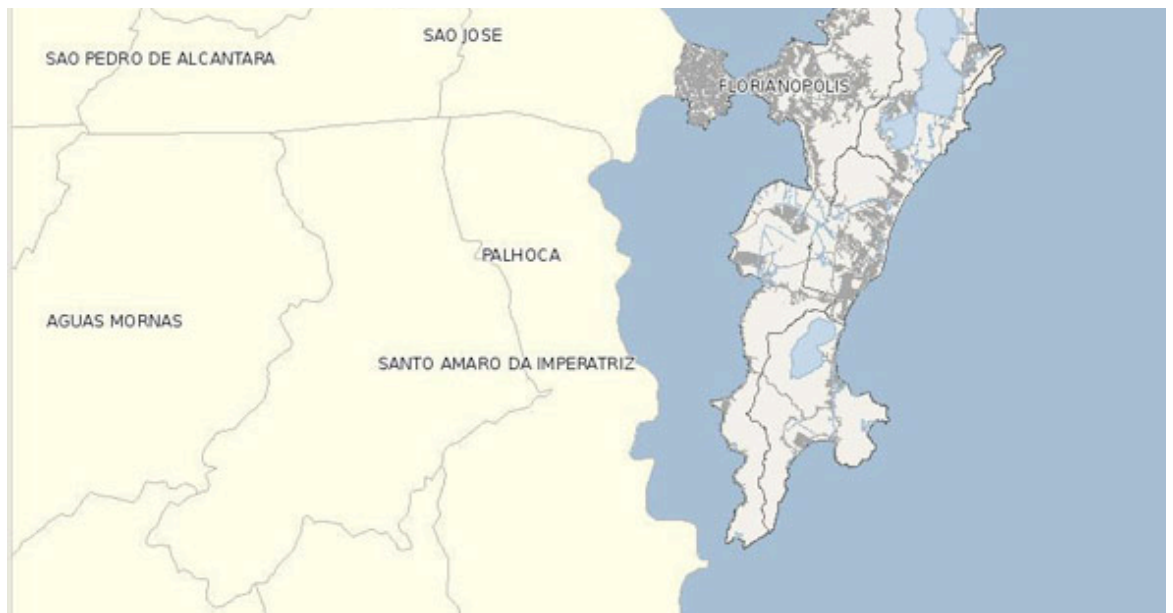 SAO JOSE
SAO PEDRO DE ALCANTARA
FLORIANOPOLIS
PALHOCA
AGUAS MORNAS
SANTO AMARO DA IMPERATRIZ